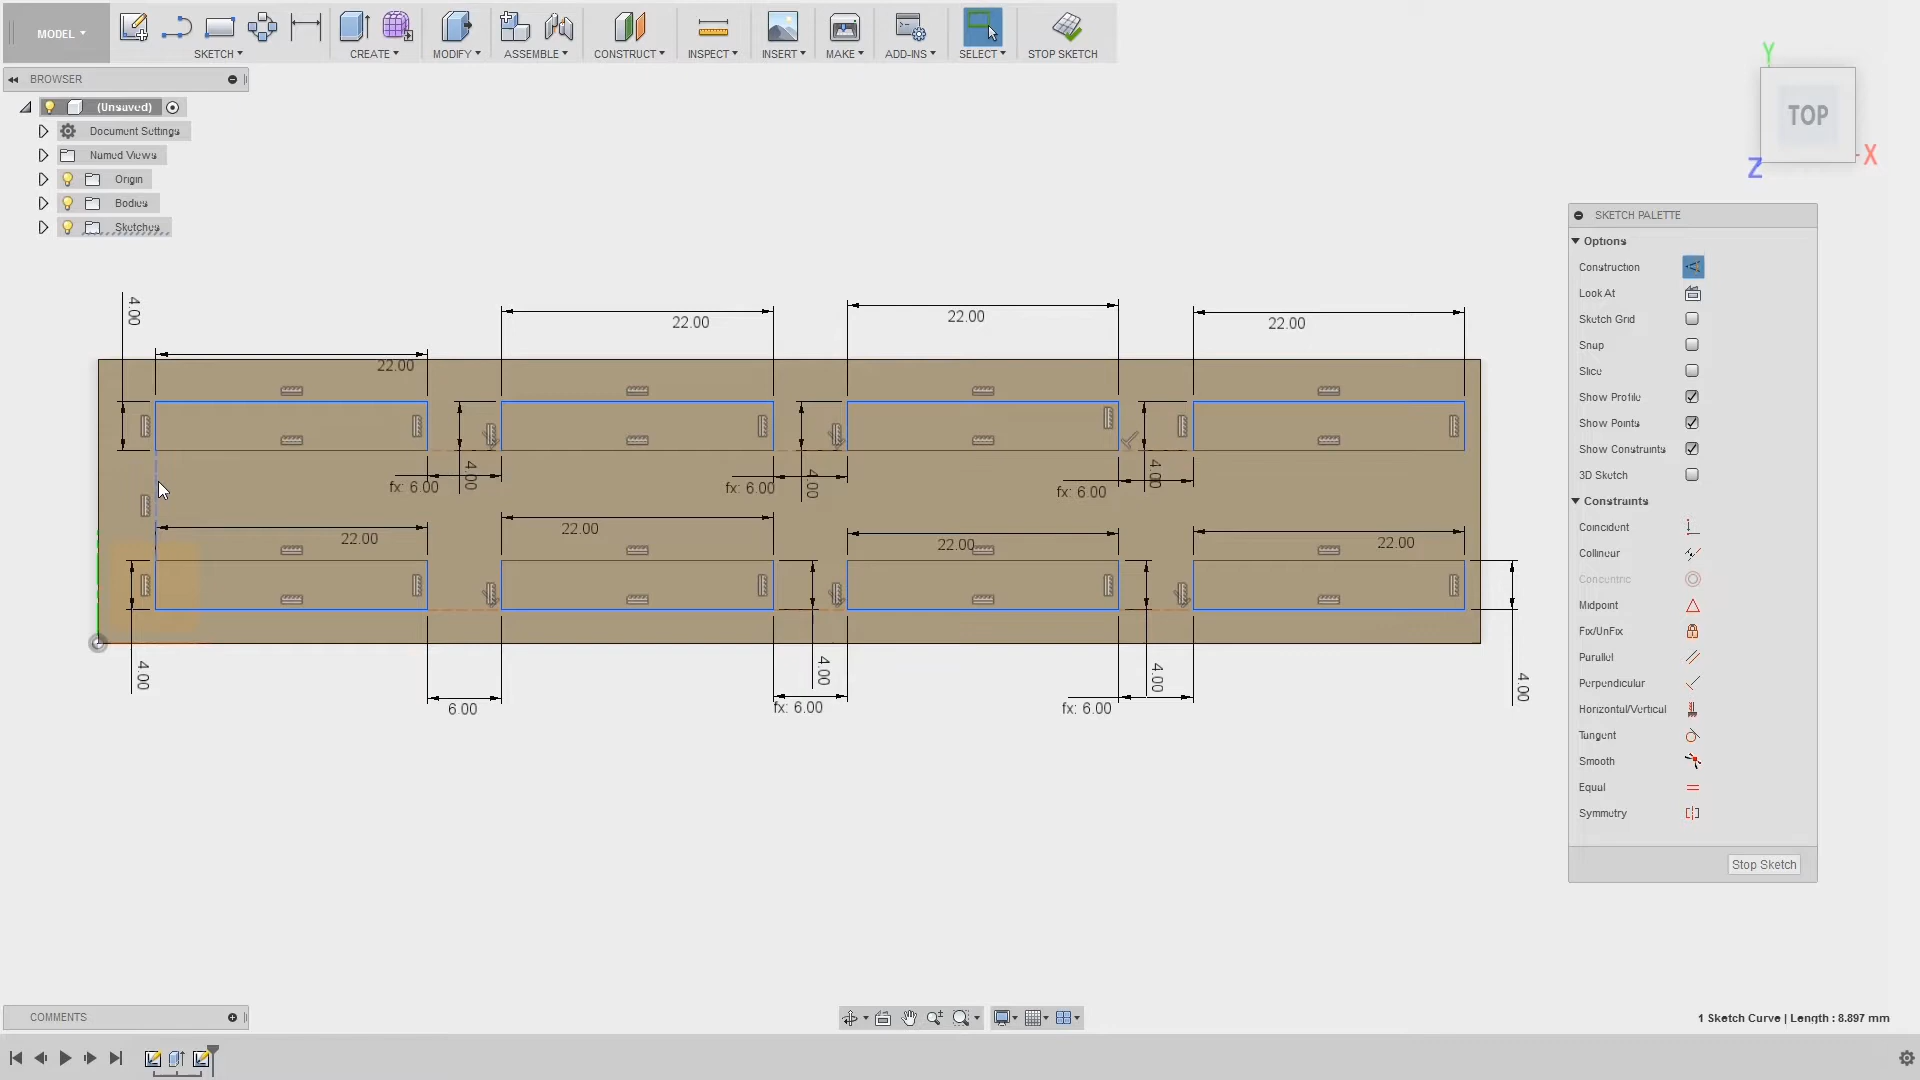 MODEL
SKETCH
CREATE
MODIFY
ASSEMBLE
CONSTRUCT
INSPECT
INSERT
MAKE
ADD-INS
SELECT
STOP SKETCH
BROWSER
(Unsaved)
Document Settings
Named Views
Origin
Bodies
Sketches
Y
TOP
X
Z
SKETCH PALETTE
Options
Construction
Look At
Sketch Grid
Snap
Slice
Show Profile
Show Points
Show Constraints
3D Sketch
Constraints
Coincident
Collinear
Concentric
Midpoint
Fix/UnFix
Parallel
Perpendicular
Horizontal/Vertical
Tangent
Smooth
Equal
Symmetry
Stop Sketch
4.00
22.00
22.00
22.00
22.00
fx: 6.00
4.00
fx: 6.00
4.00
fx: 6.00
4.00
22.00
22.00
22.00
22.00
4.00
6.00
fx: 6.00
4.00
fx: 6.00
4.00
4.00
COMMENTS
1 Sketch Curve | Length : 8.897 mm